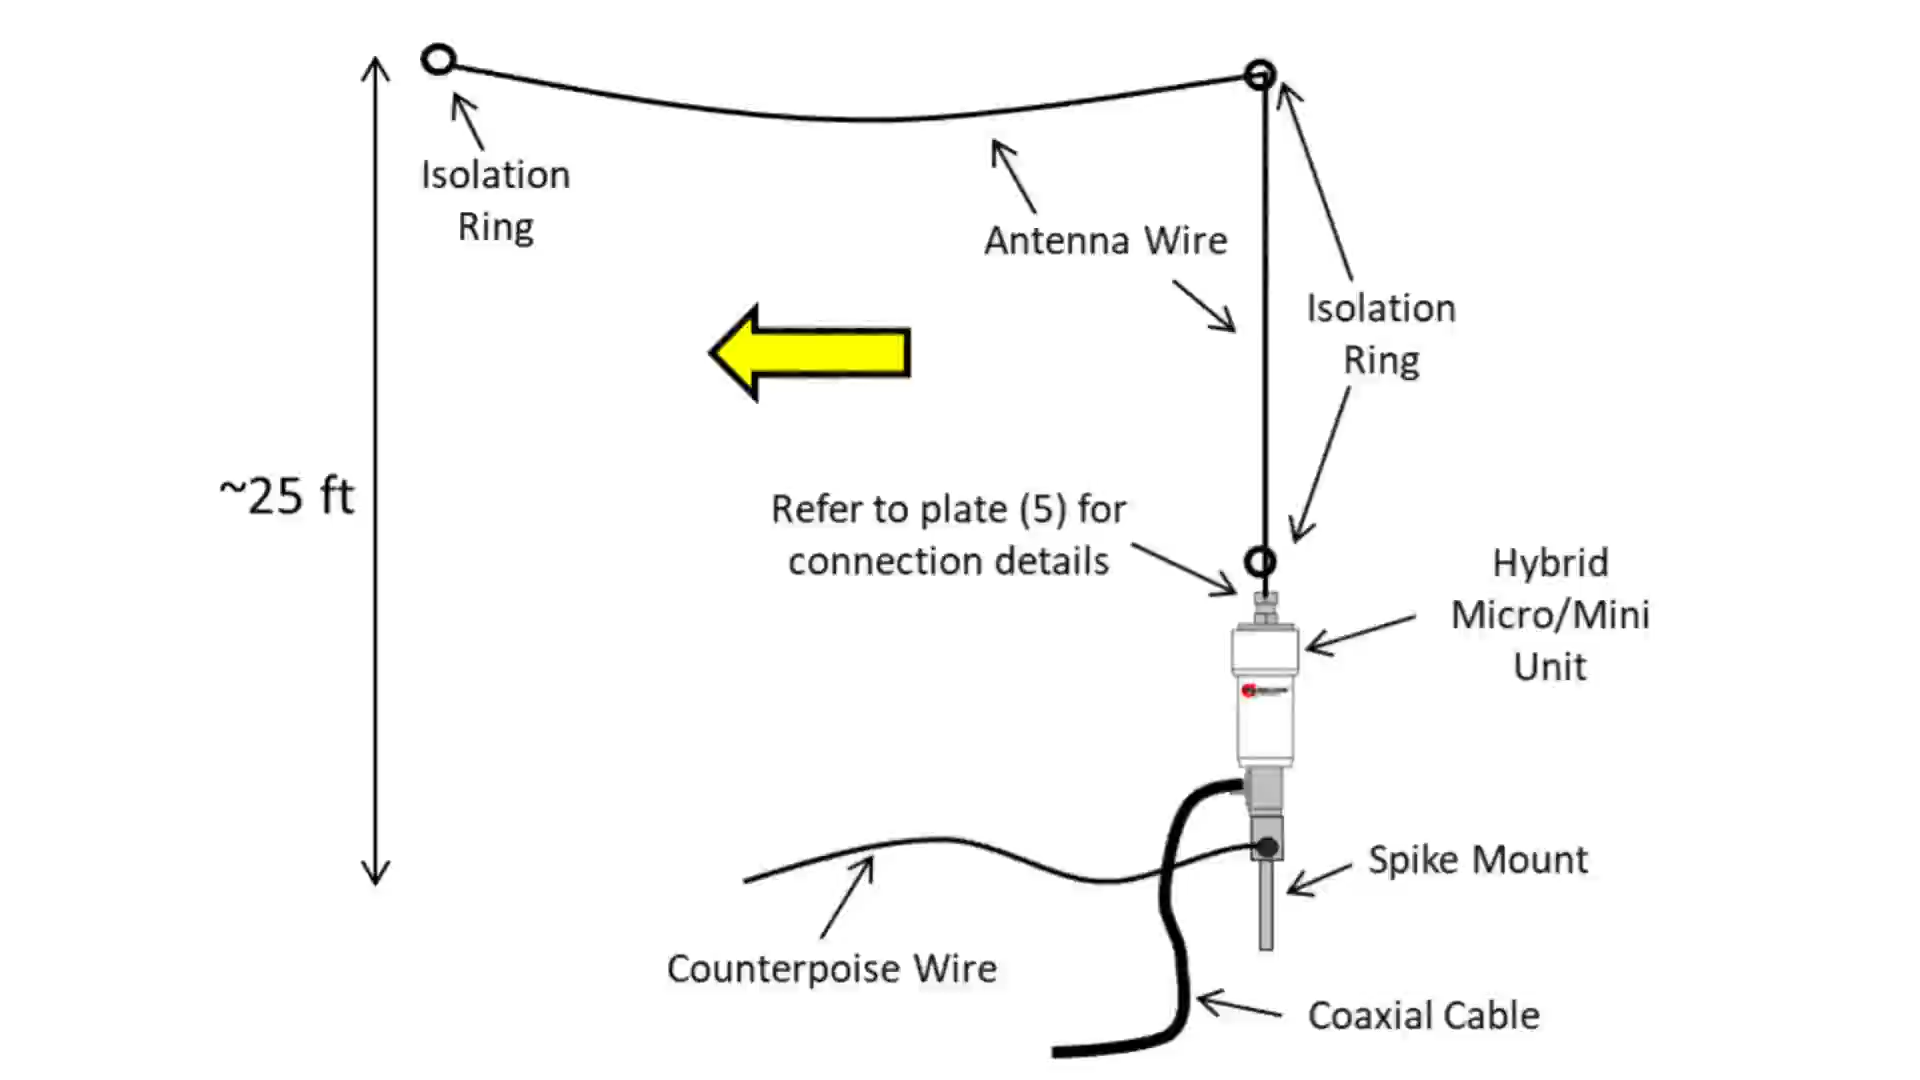 Isolation
Ring
Antenna Wire
Isolation
Ring
~25 ft
Refer to plate (5) for
connection details
Hybrid
Micro/Mini
Unit
Spike Mount
Counterpoise Wire
Coaxial Cable